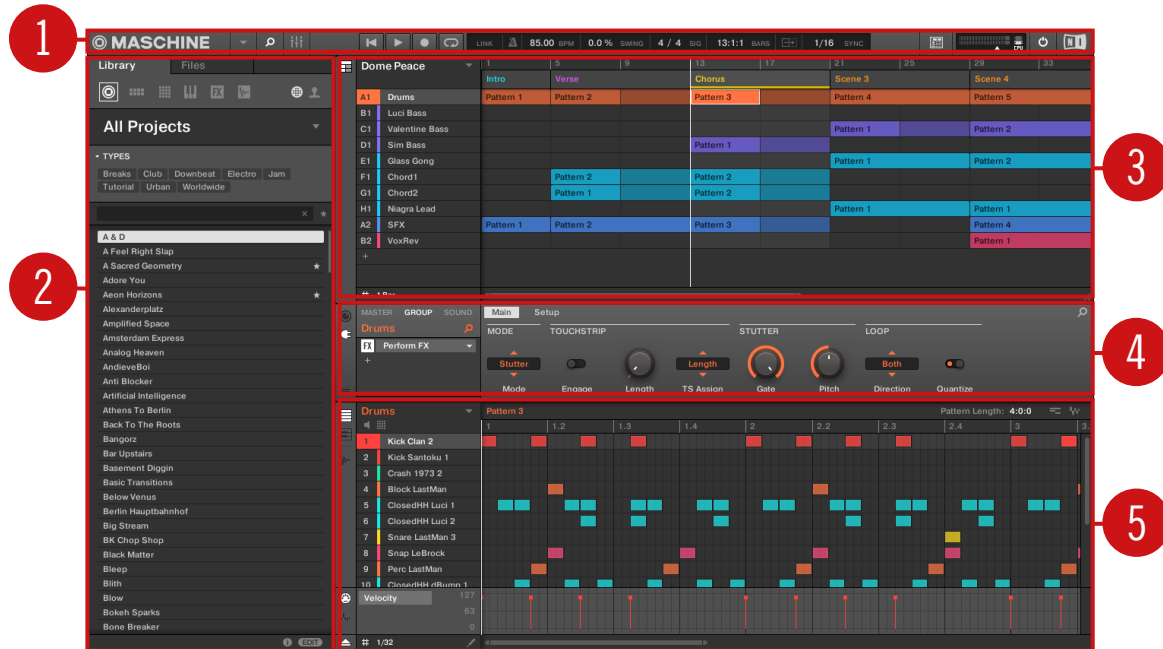 1
MASCHINE
LINK 85.00 BPM 0.0 % SWING 4 / 4 SIG 13:1:1 BARS 1/16 SYNC
CPU
NI
2
Library Files
FX
All Projects
TYPES
Breaks Club Downbeat Electro Jam
Tutorial Urban Worldwide
A & D
A Feel Right Slap
A Sacred Geometry
Adore You
Aeon Horizons
Alexanderplatz
Amplified Space
Amsterdam Express
Analog Heaven
AndieveBoi
Anti Blocker
Artificial Intelligence
Athens To Berlin
Back To The Roots
Bangorz
Bar Upstairs
Basement Diggin
Basic Transitions
Below Venus
Berlin Hauptbahnhof
Big Stream
BK Chop Shop
Black Matter
Bleep
Blith
Blow
Bokeh Sparks
Bone Breaker
EDIT
3
Dome Peace
1 5 9 13 17 21 25 29 33
Intro Verse Chorus Scene 3 Scene 4
A1 Drums Pattern 1 Pattern 2 Pattern 3 Pattern 4 Pattern 5
B1 Luci Bass
C1 Valentine Bass Pattern 1 Pattern 2
D1 Sim Bass Pattern 1
E1 Glass Gong Pattern 1 Pattern 2
F1 Chord1 Pattern 2 Pattern 2
G1 Chord2 Pattern 1 Pattern 2
H1 Niagra Lead Pattern 1 Pattern 1
A2 SFX Pattern 1 Pattern 2 Pattern 3 Pattern 4
B2 VoxRev Pattern 1
+
# 1 Bar
4
MASTER GROUP SOUND Main Setup
Drums MODE TOUCHSTRIP STUTTER LOOP
FX Perform FX
+
Stutter Length Both
Mode Engage Length TS Assign Gate Pitch Direction Quantize
5
Drums Pattern 3 Pattern Length: 4:0:0
1 1.2 1.3 1.4 2 2.2 2.3 2.4 3 3.
1 Kick Clan 2
2 Kick Santoku 1
3 Crash 1973 2
4 Block LastMan
5 ClosedHH Luci 1
6 ClosedHH Luci 2
7 Snare LastMan 3
8 Snap LeBrock
9 Perc LastMan
10 ClosedHH dBump 1
Velocity 127
63
0
# 1/32